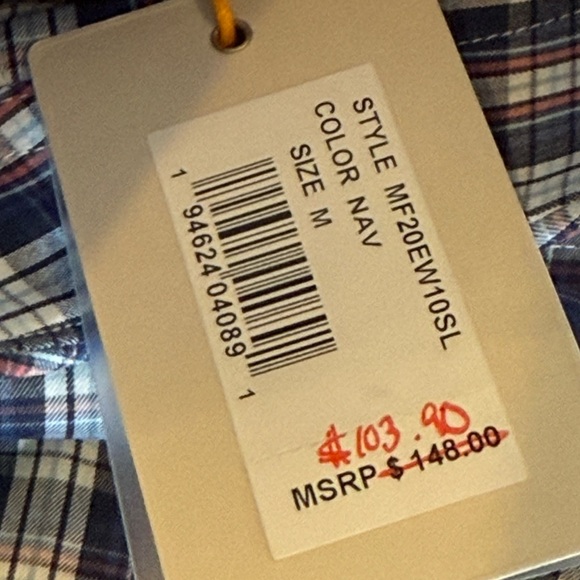 STYLE MF20EW10SL
COLOR NAV
SIZE M
1 94624 04089 1
$103.90
MSRP $148.00